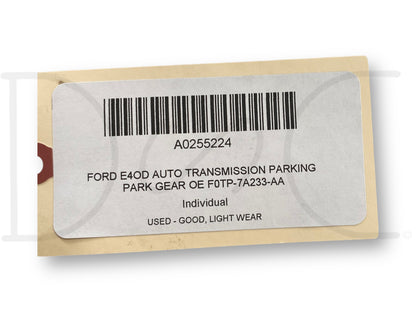 A0255224
FORD E4OD AUTO TRANSMISSION PARKING
PARK GEAR OE F0TP-7A233-AA
Individual
USED - GOOD, LIGHT WEAR